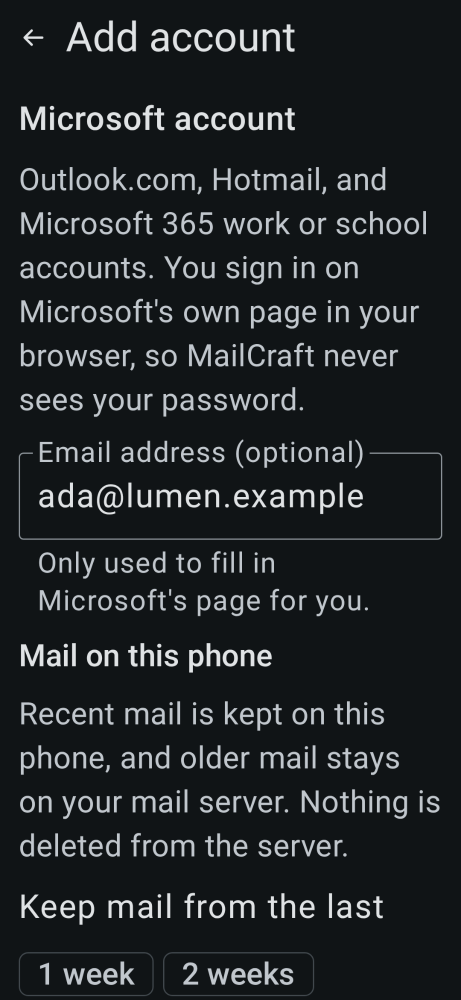 Add account
Microsoft account
Outlook.com, Hotmail, and
Microsoft 365 work or school
accounts. You sign in on
Microsoft's own page in your
browser, so MailCraft never
sees your password.
Email address (optional)
ada@lumen.example
Only used to fill in
Microsoft's page for you.
Mail on this phone
Recent mail is kept on this
phone, and older mail stays
on your mail server. Nothing is
deleted from the server.
Keep mail from the last
1 week 2 weeks